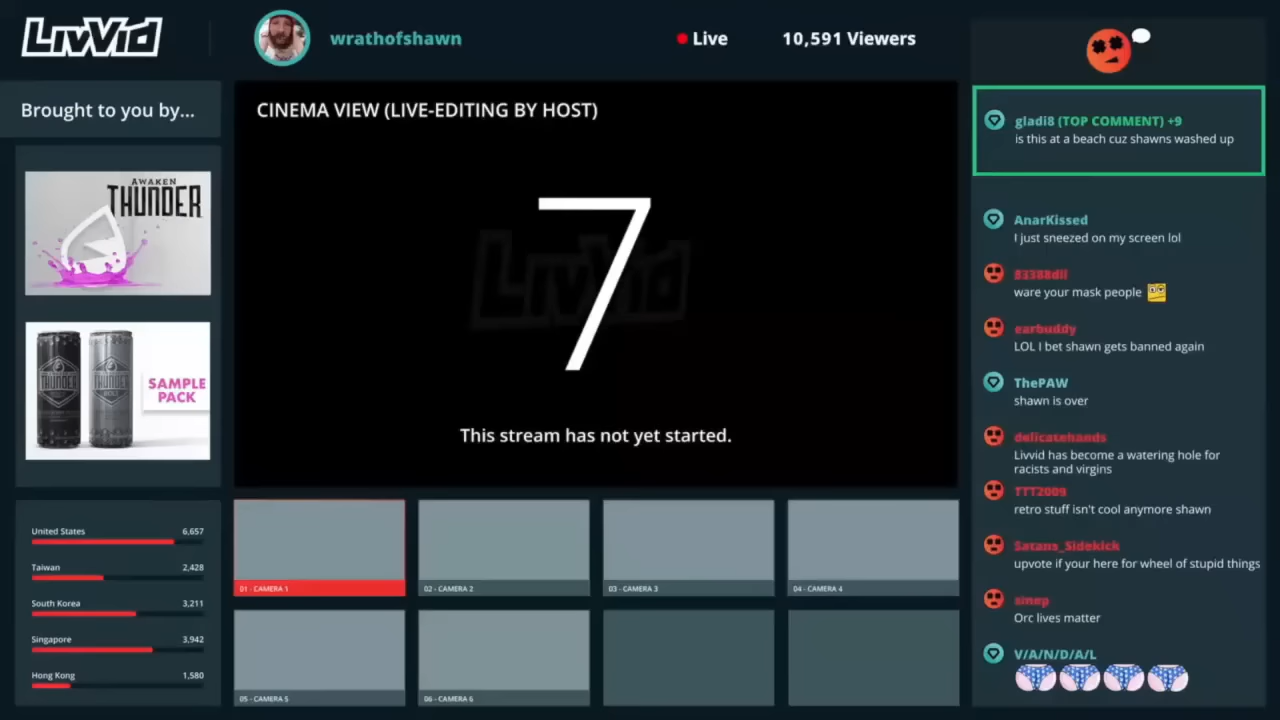 LivVid
wrathofshawn
Live
10,591 Viewers
Brought to you by...
AWAKEN
THUNDER
THUNDER
THUNDER
SAMPLE
PACK
United States 6,657
Taiwan 2,428
South Korea 3,211
Singapore 3,942
Hong Kong 1,580
CINEMA VIEW (LIVE-EDITING BY HOST)
LivVid
7
This stream has not yet started.
01 - CAMERA 1
02 - CAMERA 2
03 - CAMERA 3
04 - CAMERA 4
05 - CAMERA 5
06 - CAMERA 6
gladi8 (TOP COMMENT) +9
is this at a beach cuz shawns washed up
AnarKissed
I just sneezed on my screen lol
83388dll
ware your mask people
earbuddy
LOL I bet shawn gets banned again
ThePAW
shawn is over
delicatehands
Livvid has become a watering hole for
racists and virgins
TTT2009
retro stuff isn't cool anymore shawn
Satans_Sidekick
upvote if your here for wheel of stupid things
Orc lives matter
V/A/N/D/A/L